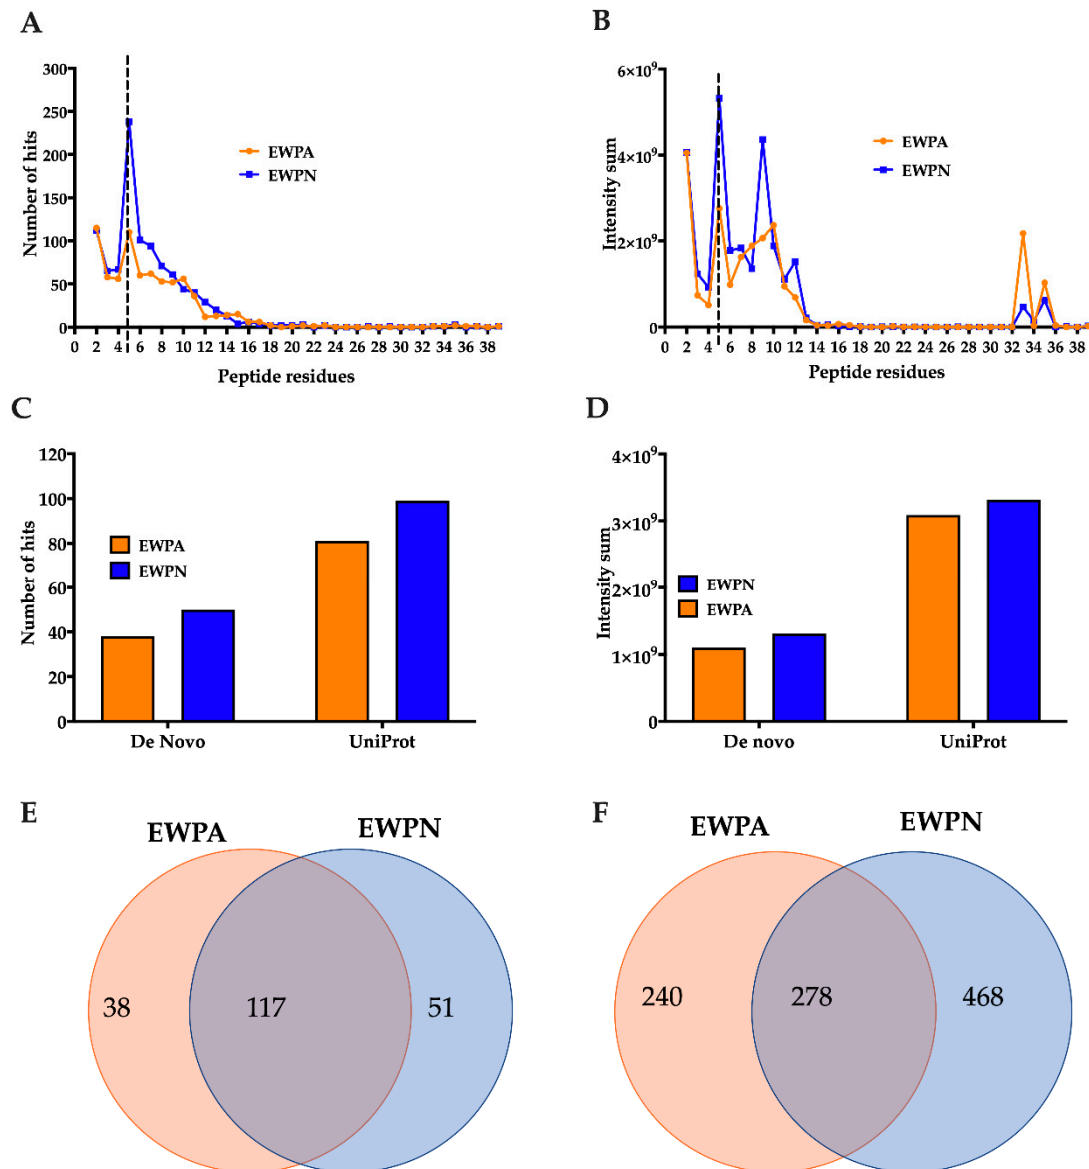 A
300
250
200
150
100
50
0
Number of hits
EWPA
EWPN
0 2 4 6 8 10 12 14 16 18 20 22 24 26 28 30 32 34 36 38
Peptide residues
B
6×10⁹
4×10⁹
2×10⁹
0
Intensity sum
EWPA
EWPN
0 2 4 6 8 10 12 14 16 18 20 22 24 26 28 30 32 34 36 38
Peptide residues
C
120
100
80
60
40
20
0
Number of hits
EWPA
EWPN
De Novo UniProt
D
4×10⁹
3×10⁹
2×10⁹
1×10⁹
0
Intensity sum
EWPN
EWPA
De novo UniProt
E
EWPA EWPN
38 117 51
F
EWPA EWPN
240 278 468